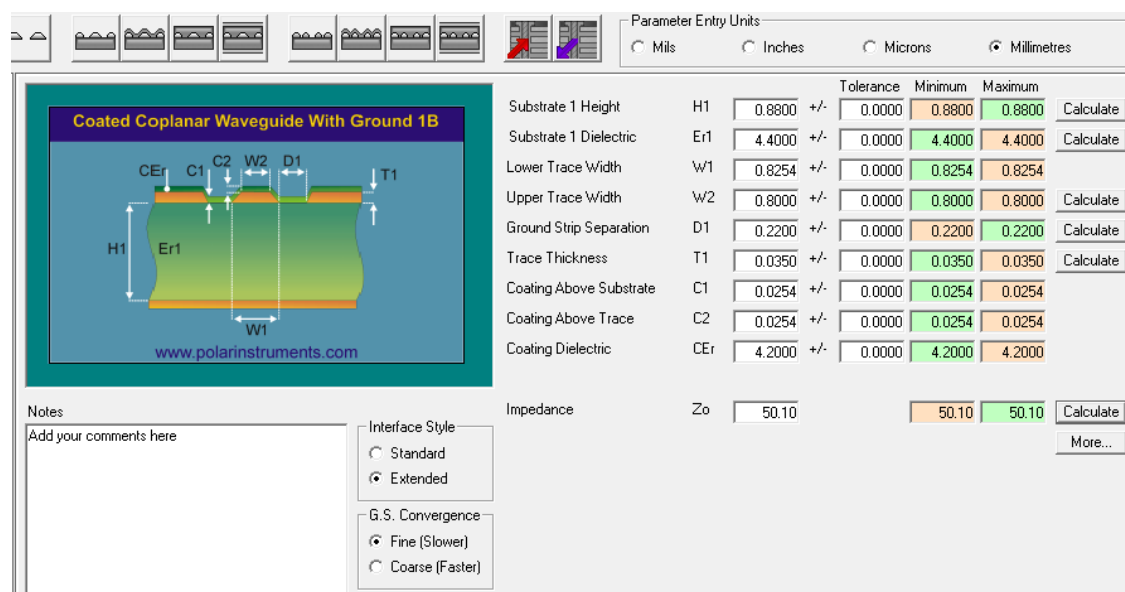 Parameter Entry Units
Mils Inches Microns Millimetres
Tolerance Minimum Maximum
Coated Coplanar Waveguide With Ground 1B
CEr C1 C2 W2 D1 T1
H1 Er1
W1
www.polarinstruments.com
Substrate 1 Height H1 0.8800 +/- 0.0000 0.8800 0.8800 Calculate
Substrate 1 Dielectric Er1 4.4000 +/- 0.0000 4.4000 4.4000 Calculate
Lower Trace Width W1 0.8254 +/- 0.0000 0.8254 0.8254
Upper Trace Width W2 0.8000 +/- 0.0000 0.8000 0.8000 Calculate
Ground Strip Separation D1 0.2200 +/- 0.0000 0.2200 0.2200 Calculate
Trace Thickness T1 0.0350 +/- 0.0000 0.0350 0.0350 Calculate
Coating Above Substrate C1 0.0254 +/- 0.0000 0.0254 0.0254
Coating Above Trace C2 0.0254 +/- 0.0000 0.0254 0.0254
Coating Dielectric CEr 4.2000 +/- 0.0000 4.2000 4.2000
Impedance Zo 50.10 50.10 50.10 Calculate
More...
Notes
Add your comments here
Interface Style
Standard
Extended
G.S. Convergence
Fine (Slower)
Coarse (Faster)